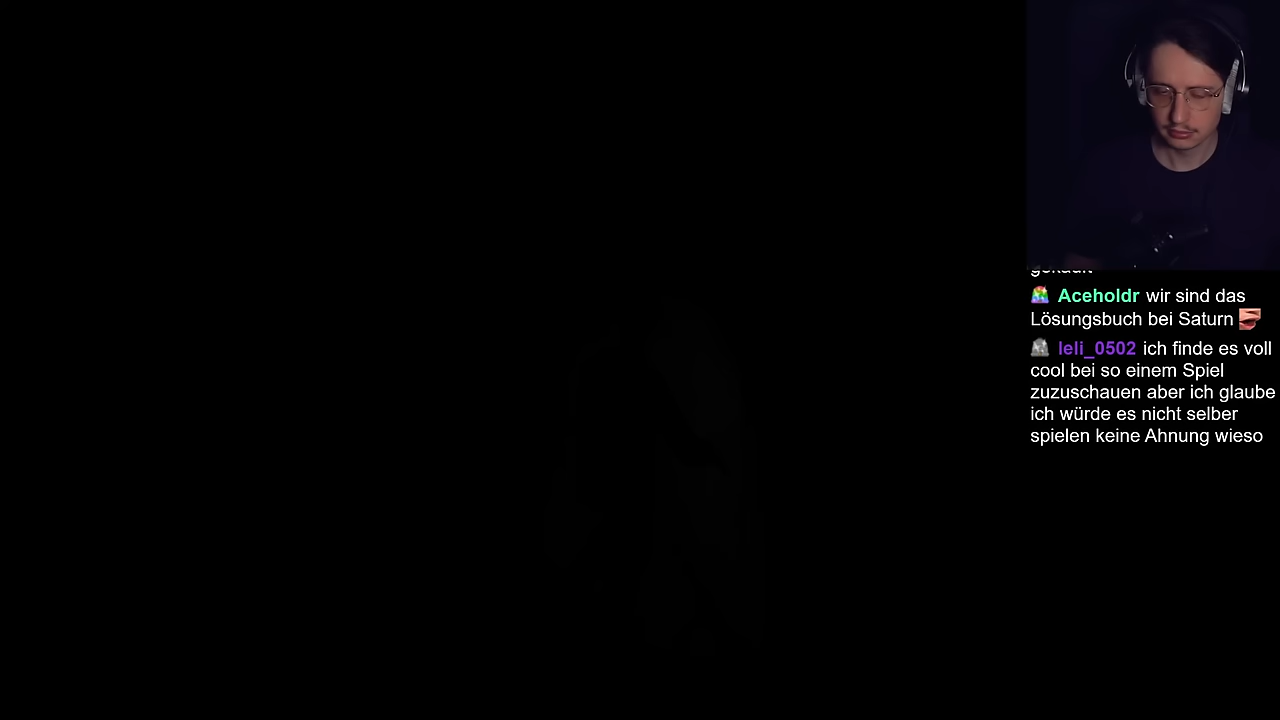 gekauft
Aceholdr wir sind das
Lösungsbuch bei Saturn
leli_0502 ich finde es voll
cool bei so einem Spiel
zuzuschauen aber ich glaube
ich würde es nicht selber
spielen keine Ahnung wieso